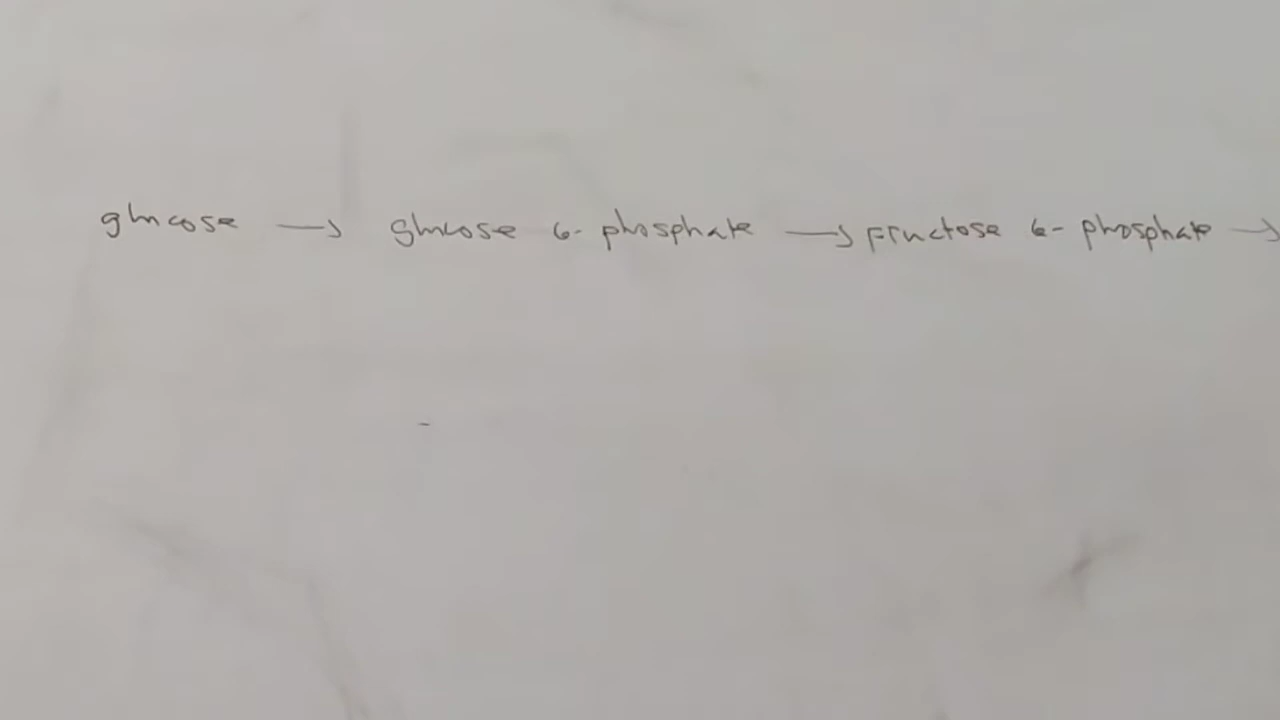 glucose → glucose 6- phosphate → fructose 6- phosphate →